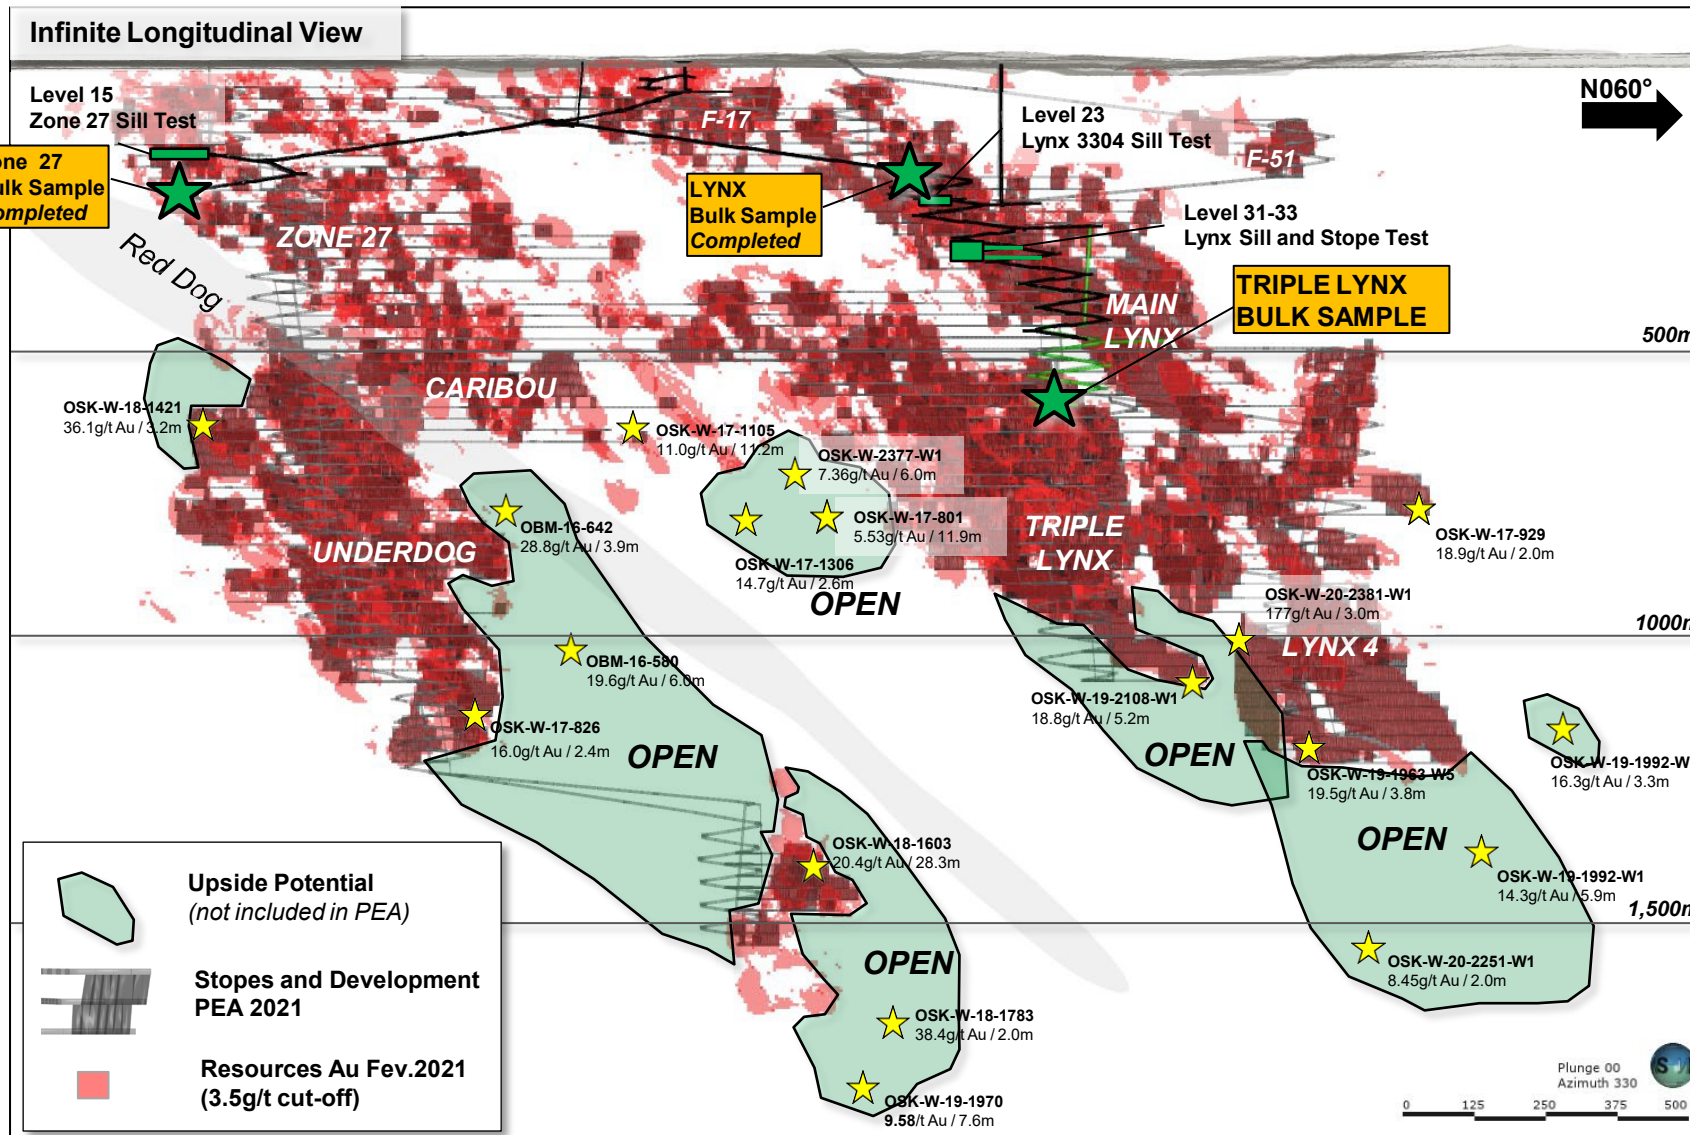 Infinite Longitudinal View
N060°
Level 15
Zone 27 Sill Test
one 27
ulk Sample
ompleted
F-17
Level 23
Lynx 3304 Sill Test
F-51
LYNX
Bulk Sample
Completed
Level 31-33
Lynx Sill and Stope Test
ZONE 27
Red Dog
TRIPLE LYNX
BULK SAMPLE
MAIN
LYNX
500m
CARIBOU
OSK-W-18-1421
36.1g/t Au / 3.2m
OSK-W-17-1105
11.0g/t Au / 11.2m
OSK-W-2377-W1
7.36g/t Au / 6.0m
OSK-W-17-801
5.53g/t Au / 11.9m
OBM-16-642
28.8g/t Au / 3.9m
UNDERDOG
OSK-W-17-1306
14.7g/t Au / 2.6m
OPEN
TRIPLE
LYNX
OSK-W-17-929
18.9g/t Au / 2.0m
OSK-W-20-2381-W1
177g/t Au / 3.0m
1000m
LYNX 4
OBM-16-580
19.6g/t Au / 6.0m
OSK-W-19-2108-W1
18.8g/t Au / 5.2m
OSK-W-17-826
16.0g/t Au / 2.4m
OPEN
OPEN
OSK-W-19-1963-W5
19.5g/t Au / 3.8m
OSK-W-19-1992-W
16.3g/t Au / 3.3m
OPEN
OSK-W-18-1603
20.4g/t Au / 28.3m
OSK-W-19-1992-W1
14.3g/t Au / 5.9m
1,500m
OPEN
OSK-W-20-2251-W1
8.45g/t Au / 2.0m
OSK-W-18-1783
38.4g/t Au / 2.0m
OSK-W-19-1970
9.58/t Au / 7.6m
Upside Potential
(not included in PEA)
Stopes and Development
PEA 2021
Resources Au Fev.2021
(3.5g/t cut-off)
Plunge 00
Azimuth 330
0 125 250 375 500